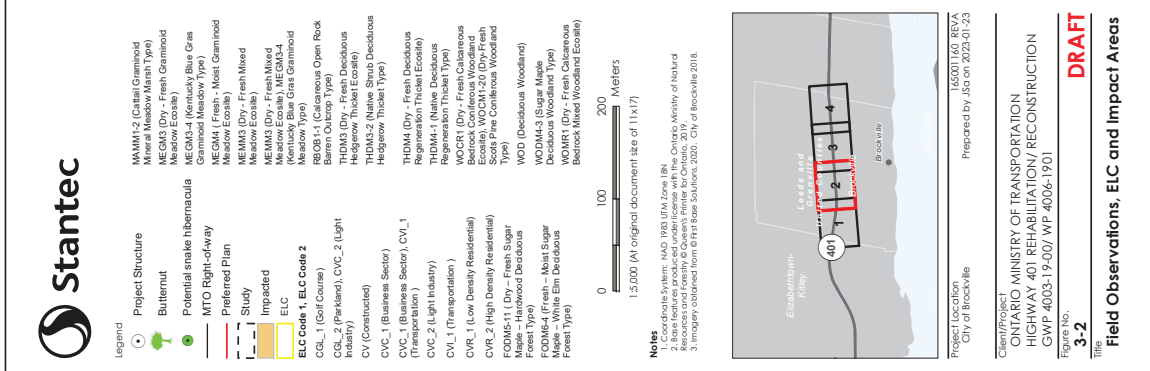 Stantec
Legend
Project Structure
Butternut
Potential snake hibernacula
MTO Right-of-way
Preferred Plan
Study
Impacted
ELC
ELC Code 1, ELC Code 2
CGL_1 (Golf Course)
CGL_2 (Parkland), CVC_2 (Light
Industry)
CV (Constructed)
CVC_1 (Business Sector)
CVC_1 (Business Sector), CVI_1
(Transportation )
CVC_2 (Light Industry)
CVI_1 (Transportation )
CVR_1 (Low Density Residential)
CVR_2 (High Density Residential)
FODM5-11 ( Dry – Fresh Sugar
Maple – Hardwood Deciduous
Forest Type)
FODM6-4 (Fresh – Moist Sugar
Maple – White Elm Deciduous
Forest Type)
MAMM1-2 (Cattail Graminoid
Mineral Meadow Marsh Type)
MEGM3 (Dry - Fresh Graminoid
Meadow Ecosite)
MEGM3-4 (Kentucky Blue Gras
Graminoid Meadow Type)
MEGM4 ( Fresh - Moist Graminoid
Meadow Ecosite)
MEMM3 (Dry - Fresh Mixed
Meadow Ecosite)
MEMM3 (Dry - Fresh Mixed
Meadow Ecosite), MEGM3-4
(Kentucky Blue Gras Graminoid
Meadow Type)
RBOB1-1 (Calcareous Open Rock
Barren Outcrop Type)
THDM3 (Dry - Fresh Deciduous
Hedgerow Thicket Ecosite)
THDM3-2 (Native Shrub Deciduous
Hedgerow Thicket Type)
THDM4 (Dry - Fresh Deciduous
Regeneration Thicket Ecosite)
THDM4-1 (Native Deciduous
Regeneration Thicket Type)
WOCR1 (Dry - Fresh Calcareous
Bedrock Coniferous Woodland
Ecosite), WOCM1-20 (Dry-Fresh
Scots Pine Coniferous Woodland
Type)
WOD (Deciduous Woodland)
WODM4-3 (Sugar Maple
Deciduous Woodland Type)
WOMR1 (Dry - Fresh Calcareous
Bedrock Mixed Woodland Ecosite)
0 100 200
Meters
1:5,000 (At original document size of 11x17)
Notes
1. Coordinate System: NAD 1983 UTM Zone 18N
2. Base features produced under license with the Ontario Ministry of Natural
Resources and Forestry © Queen's Printer for Ontario, 2019.
3. Imagery obtained from © First Base Solutions, 2020. City of Brockville 2018.
Elizabethtown-
Kitley
Leeds and
Grenville
United Counties
Brockville
Brockville
401
1
2
3
4
Project Location
City of Brockville
165001160 REVA
Prepared by JSa on 2023-01-23
Client/Project
ONTARIO MINISTRY OF TRANSPORTATION
HIGHWAY 401 REHABILITATION/ RECONSTRUCTION
GWP 4003-19-00/ WP 4006-1901
Figure No.
3-2
DRAFT
Title
Field Observations, ELC and Impact Areas